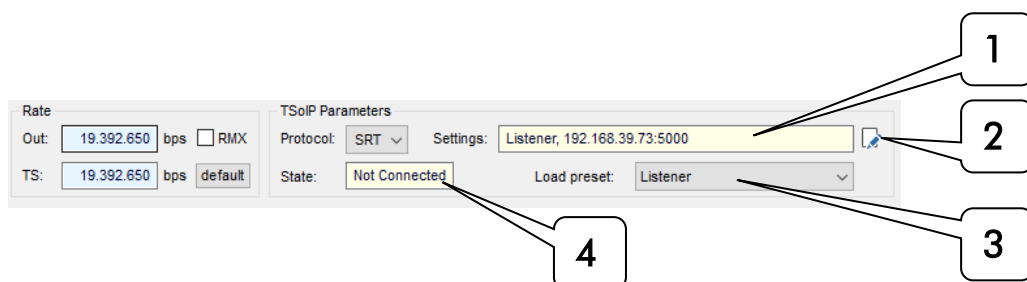 1
Rate
TSoIP Parameters
Out: 19.392.650 bps RMX Protocol: SRT Settings: Listener, 192.168.39.73:5000
2
TS: 19.392.650 bps default State: Not Connected Load preset: Listener
3
4